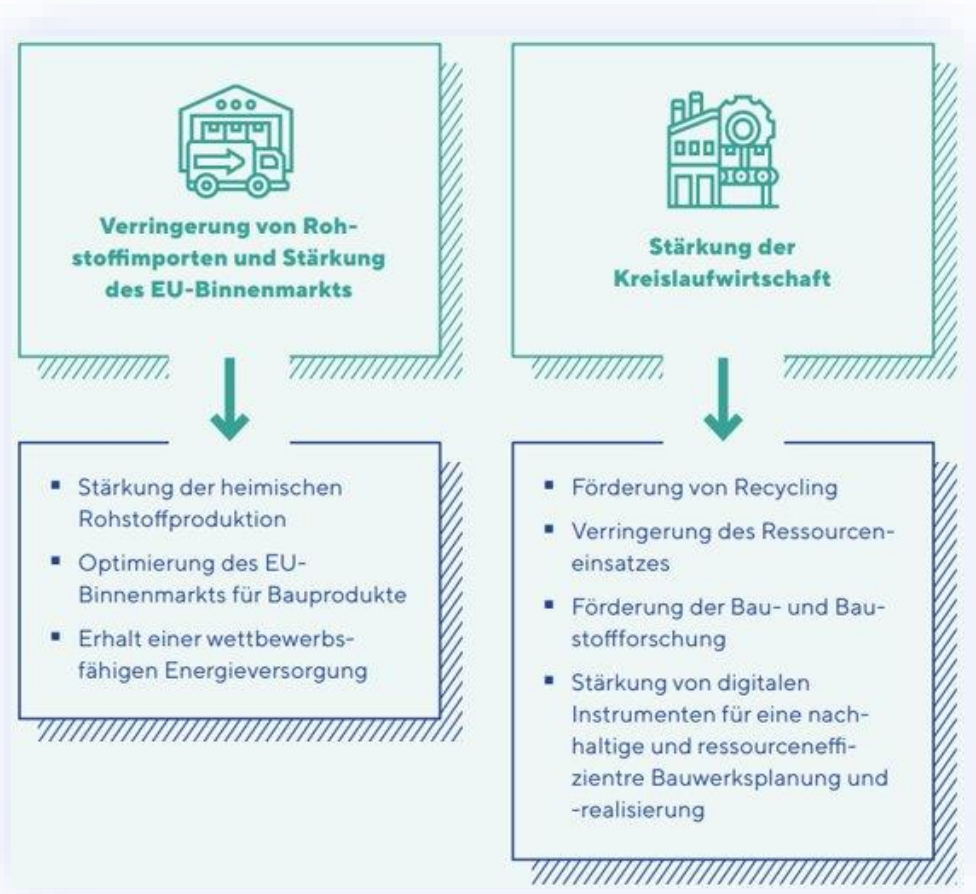 Verringerung von Roh-
stoffimporten und Stärkung
des EU-Binnenmarkts
▪ Stärkung der heimischen
Rohstoffproduktion
▪ Optimierung des EU-
Binnenmarkts für Bauprodukte
▪ Erhalt einer wettbewerbs-
fähigen Energieversorgung
Stärkung der
Kreislaufwirtschaft
▪ Förderung von Recycling
▪ Verringerung des Ressourcen-
einsatzes
▪ Förderung der Bau- und Bau-
stoffforschung
▪ Stärkung von digitalen
Instrumenten für eine nach-
haltige und ressourceneffi-
zientre Bauwerksplanung und
-realisierung